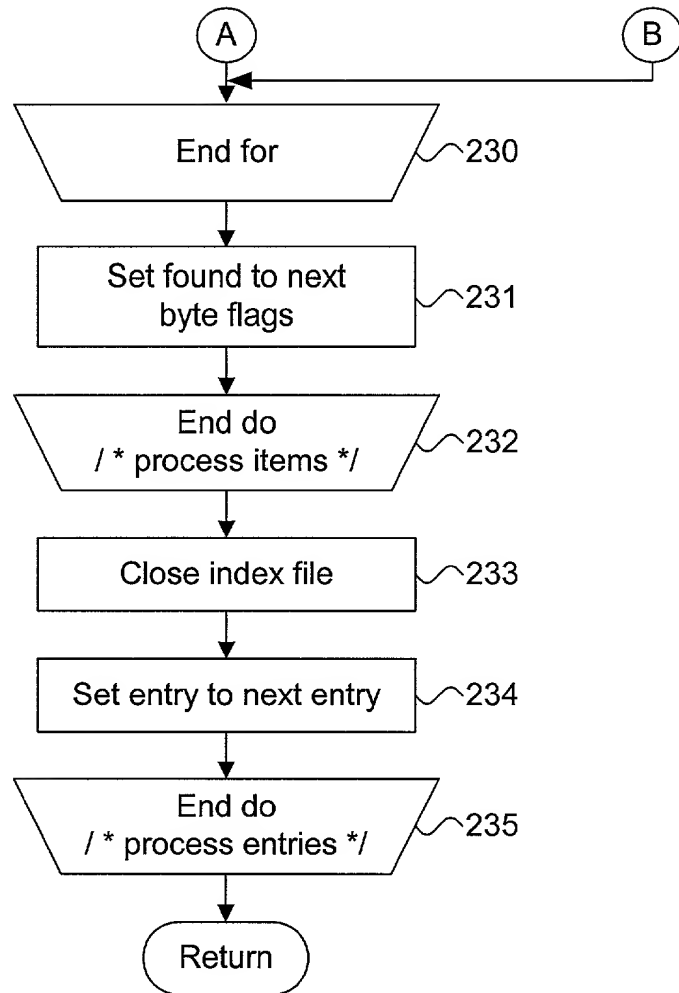 A
B
End for
230
Set found to next
byte flags
231
End do
/ * process items */
232
Close index file
233
Set entry to next entry
234
End do
/ * process entries */
235
Return